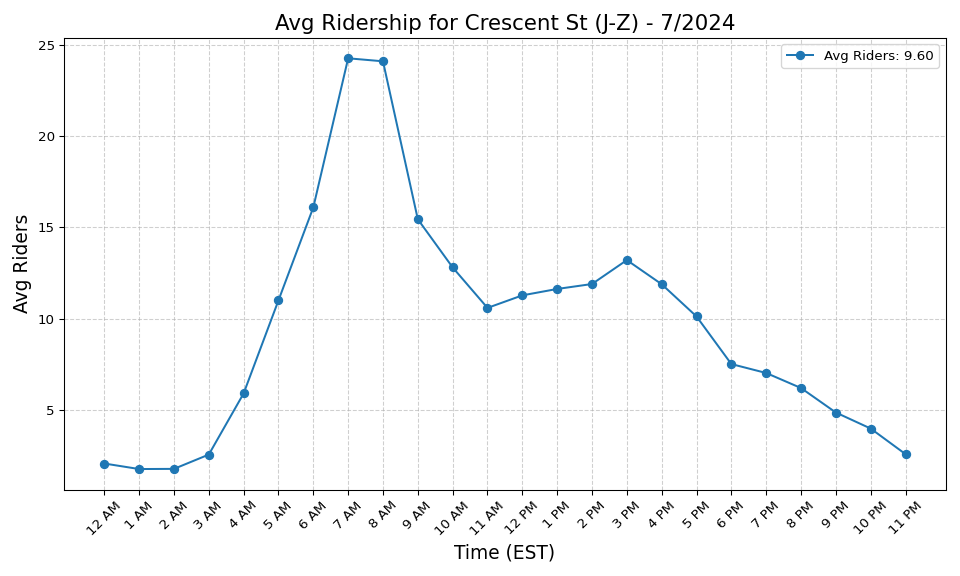 Avg Ridership for Crescent St (J-Z) - 7/2024
Avg Riders: 9.60
Avg Riders
25
20
15
10
5
12 AM
1 AM
2 AM
3 AM
4 AM
5 AM
6 AM
7 AM
8 AM
9 AM
10 AM
11 AM
12 PM
1 PM
2 PM
3 PM
4 PM
5 PM
6 PM
7 PM
8 PM
9 PM
10 PM
11 PM
Time (EST)